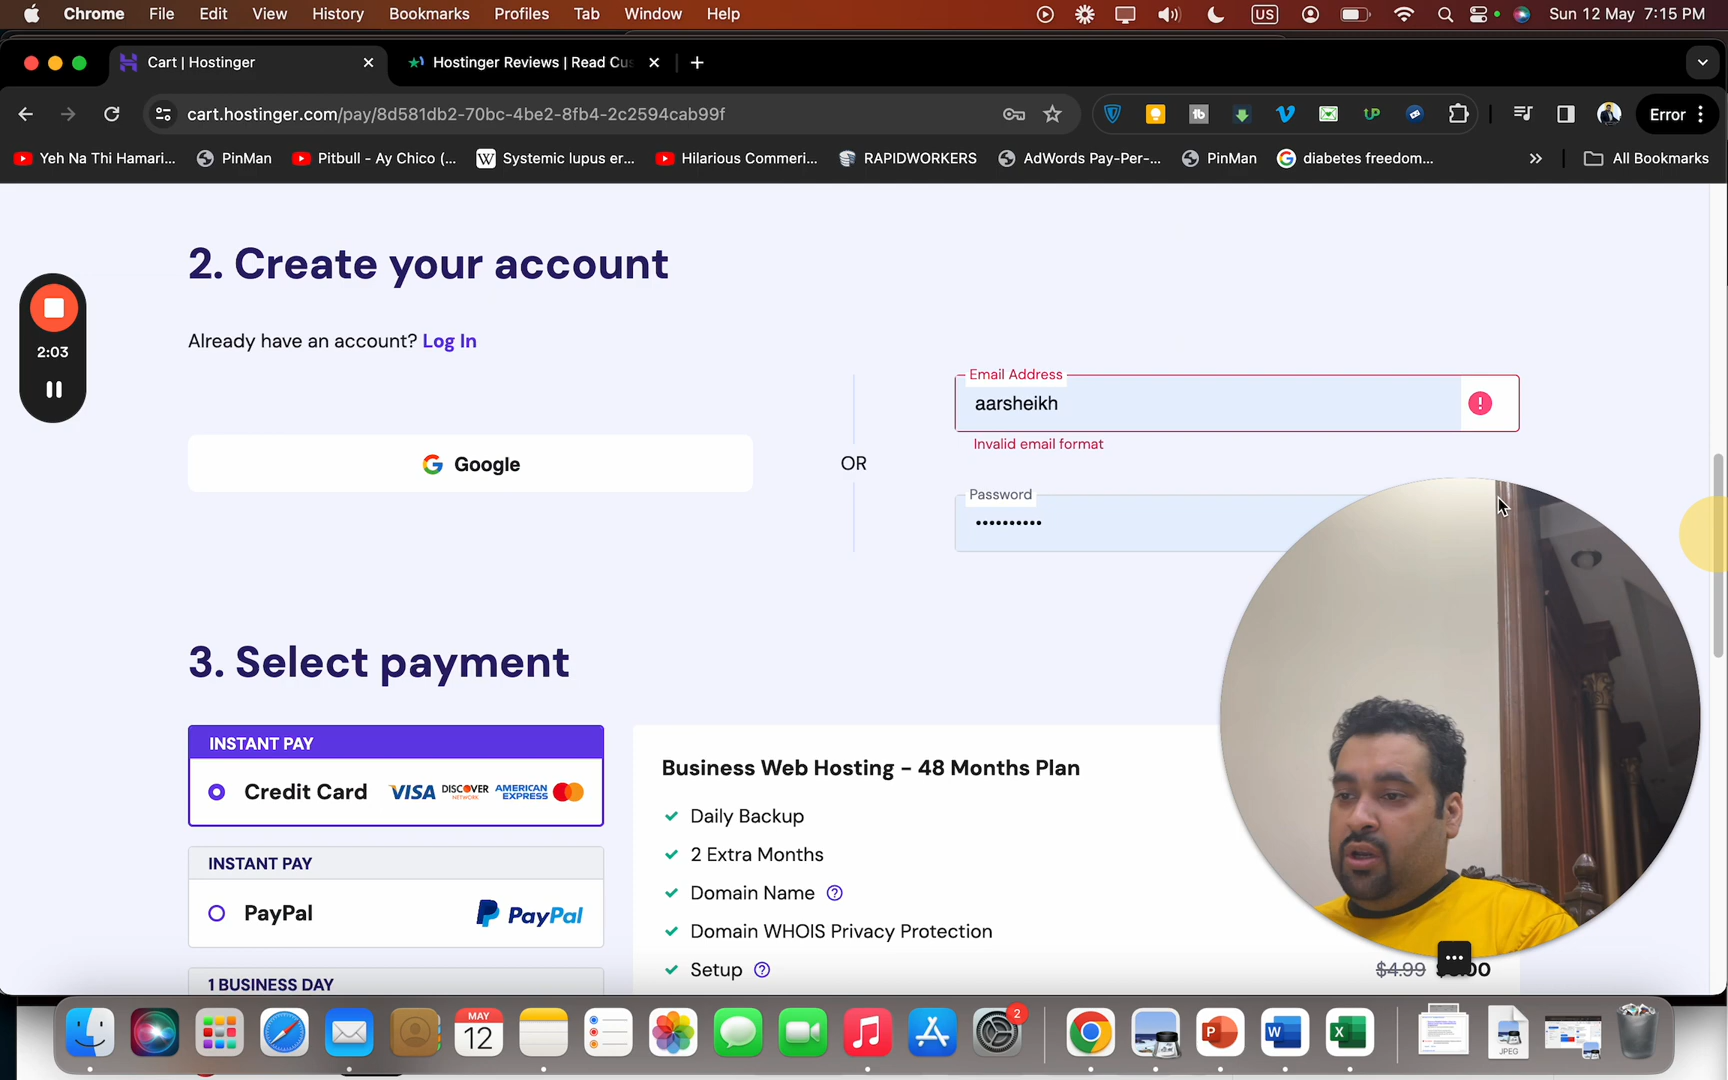 Chrome File Edit View History Bookmarks Profiles Tab Window Help US Sun 12 May 7:15 PM
Cart | Hostinger Hostinger Reviews | Read Cus
cart.hostinger.com/pay/8d581db2-70bc-4be2-8fb4-2c2594cab99f Error
Yeh Na Thi Hamari... PinMan Pitbull - Ay Chico (... Systemic lupus er... Hilarious Commeri... RAPIDWORKERS AdWords Pay-Per-... PinMan diabetes freedom... All Bookmarks
2. Create your account
Already have an account? Log In
2:03
Email Address
aarsheikh
Invalid email format
Google
OR
Password
••••••••••
3. Select payment
INSTANT PAY
Credit Card VISA DISCOVER NETWORK AMERICAN EXPRESS
Business Web Hosting – 48 Months Plan
Daily Backup
2 Extra Months
INSTANT PAY
PayPal PayPal
Domain Name
Domain WHOIS Privacy Protection
Setup $4.99
1 BUSINESS DAY
MAY
12
2
JPEG